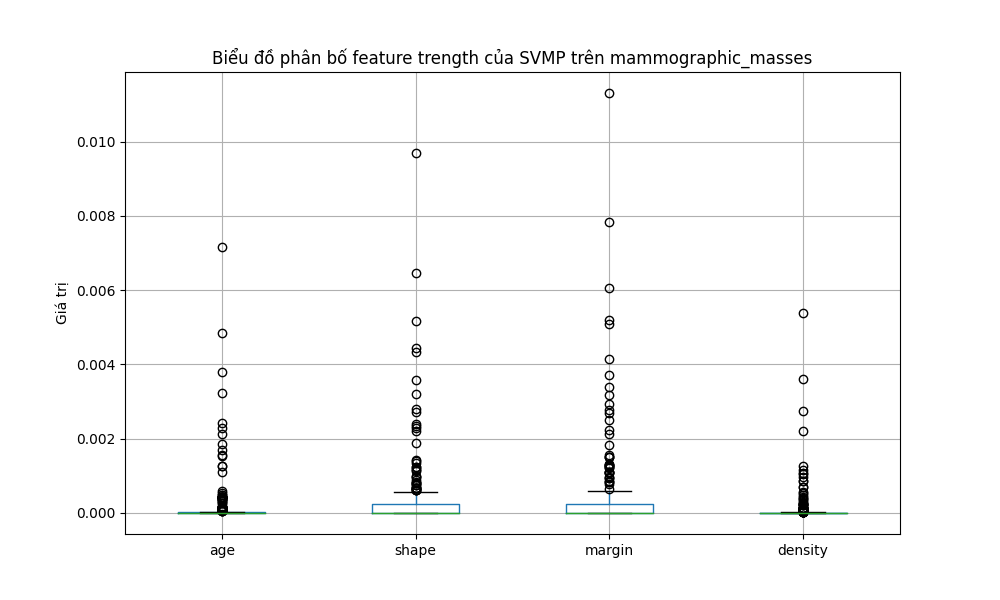 Biểu đồ phân bố feature trength của SVMP trên mammographic_masses
0.010
0.008
0.006
0.004
0.002
0.000
Giá trị
age shape margin density